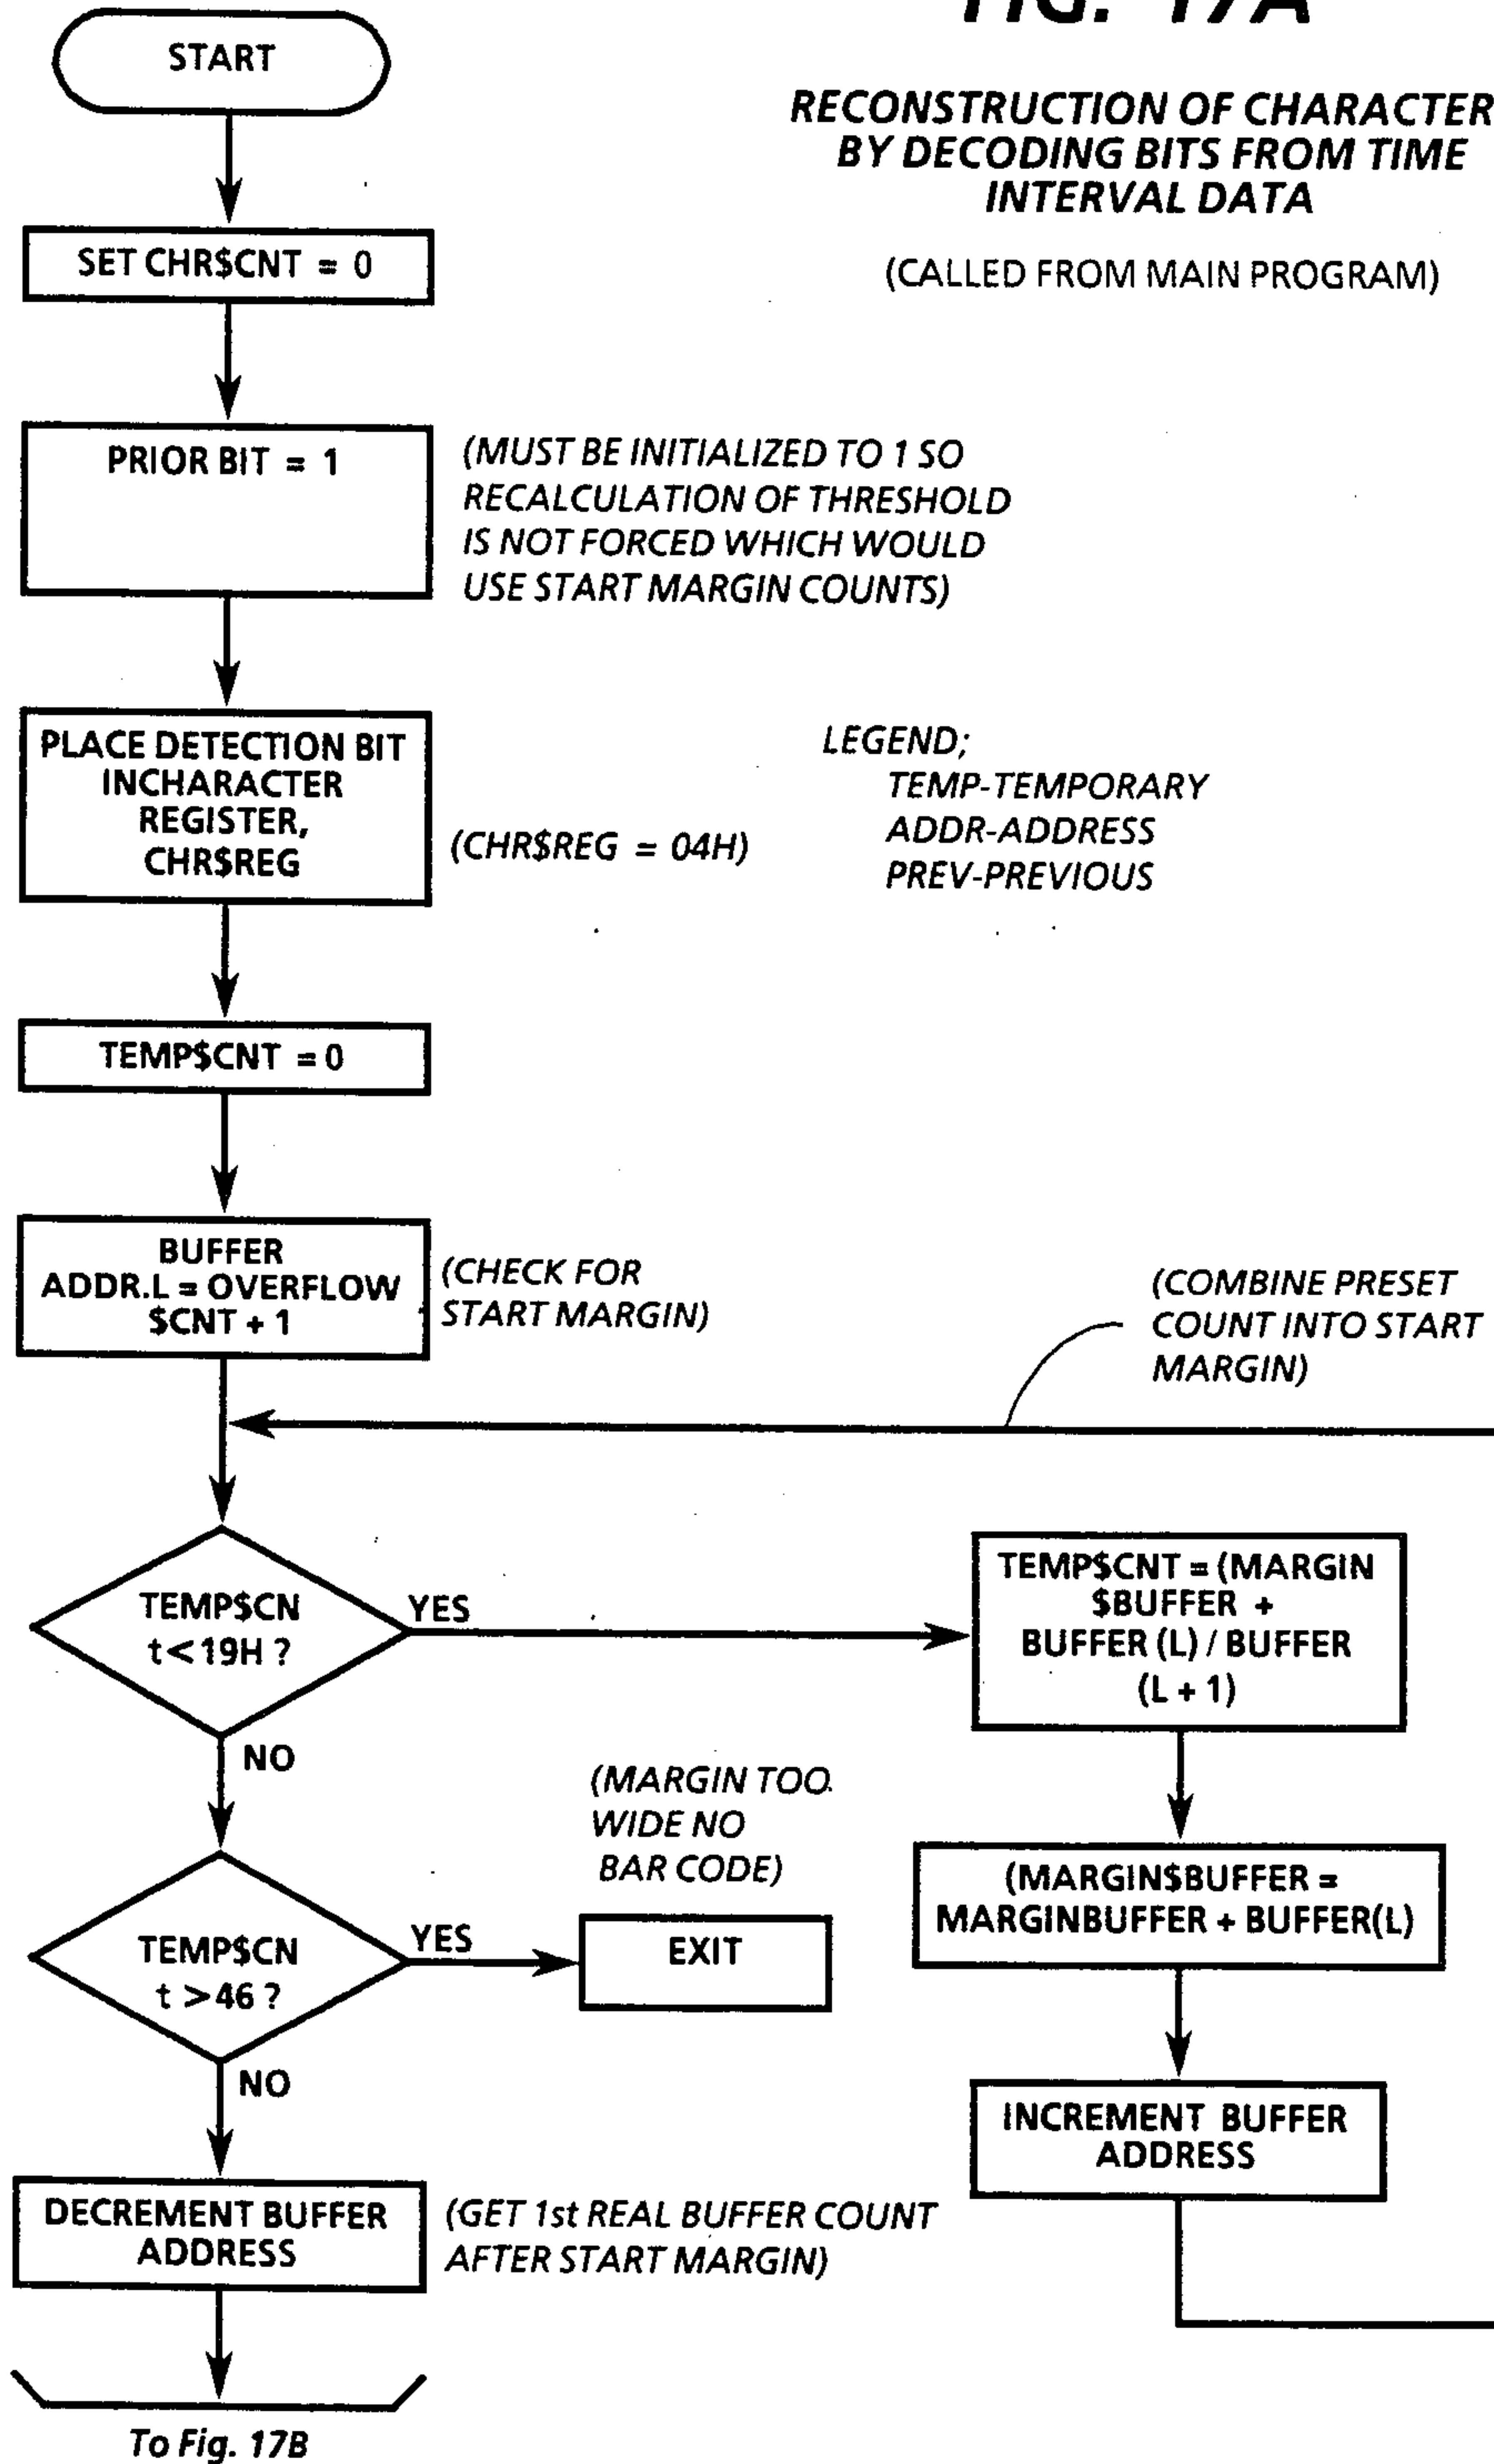 FIG. 17A
RECONSTRUCTION OF CHARACTER
BY DECODING BITS FROM TIME
INTERVAL DATA
(CALLED FROM MAIN PROGRAM)
START
SET CHR$CNT = 0
PRIOR BIT = 1
(MUST BE INITIALIZED TO 1 SO
RECALCULATION OF THRESHOLD
IS NOT FORCED WHICH WOULD
USE START MARGIN COUNTS)
PLACE DETECTION BIT
INCHARACTER
REGISTER,
CHR$REG
(CHR$REG = 04H)
LEGEND;
TEMP-TEMPORARY
ADDR-ADDRESS
PREV-PREVIOUS
TEMP$CNT = 0
BUFFER
ADDR.L = OVERFLOW
$CNT + 1
(CHECK FOR
START MARGIN)
(COMBINE PRESET
COUNT INTO START
MARGIN)
TEMP$CN
t<19H ?
YES
NO
TEMP$CNT = (MARGIN
$BUFFER +
BUFFER (L) / BUFFER
(L + 1)
(MARGIN$BUFFER =
MARGINBUFFER + BUFFER(L)
INCREMENT BUFFER
ADDRESS
TEMP$CN
t >46 ?
YES
NO
(MARGIN TOO
WIDE NO
BAR CODE)
EXIT
DECREMENT BUFFER
ADDRESS
(GET 1st REAL BUFFER COUNT
AFTER START MARGIN)
To Fig. 17B